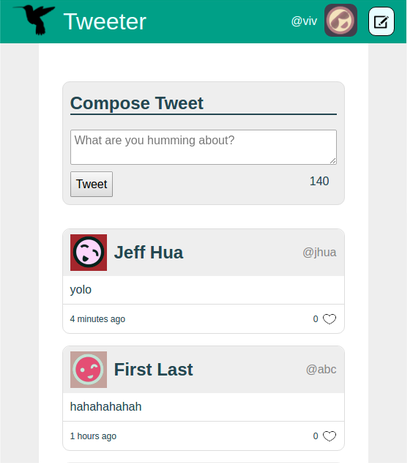 Tweeter
@viv
Compose Tweet
What are you humming about?
Tweet
140
Jeff Hua
@jhua
yolo
4 minutes ago
0
First Last
@abc
hahahahahah
1 hours ago
0